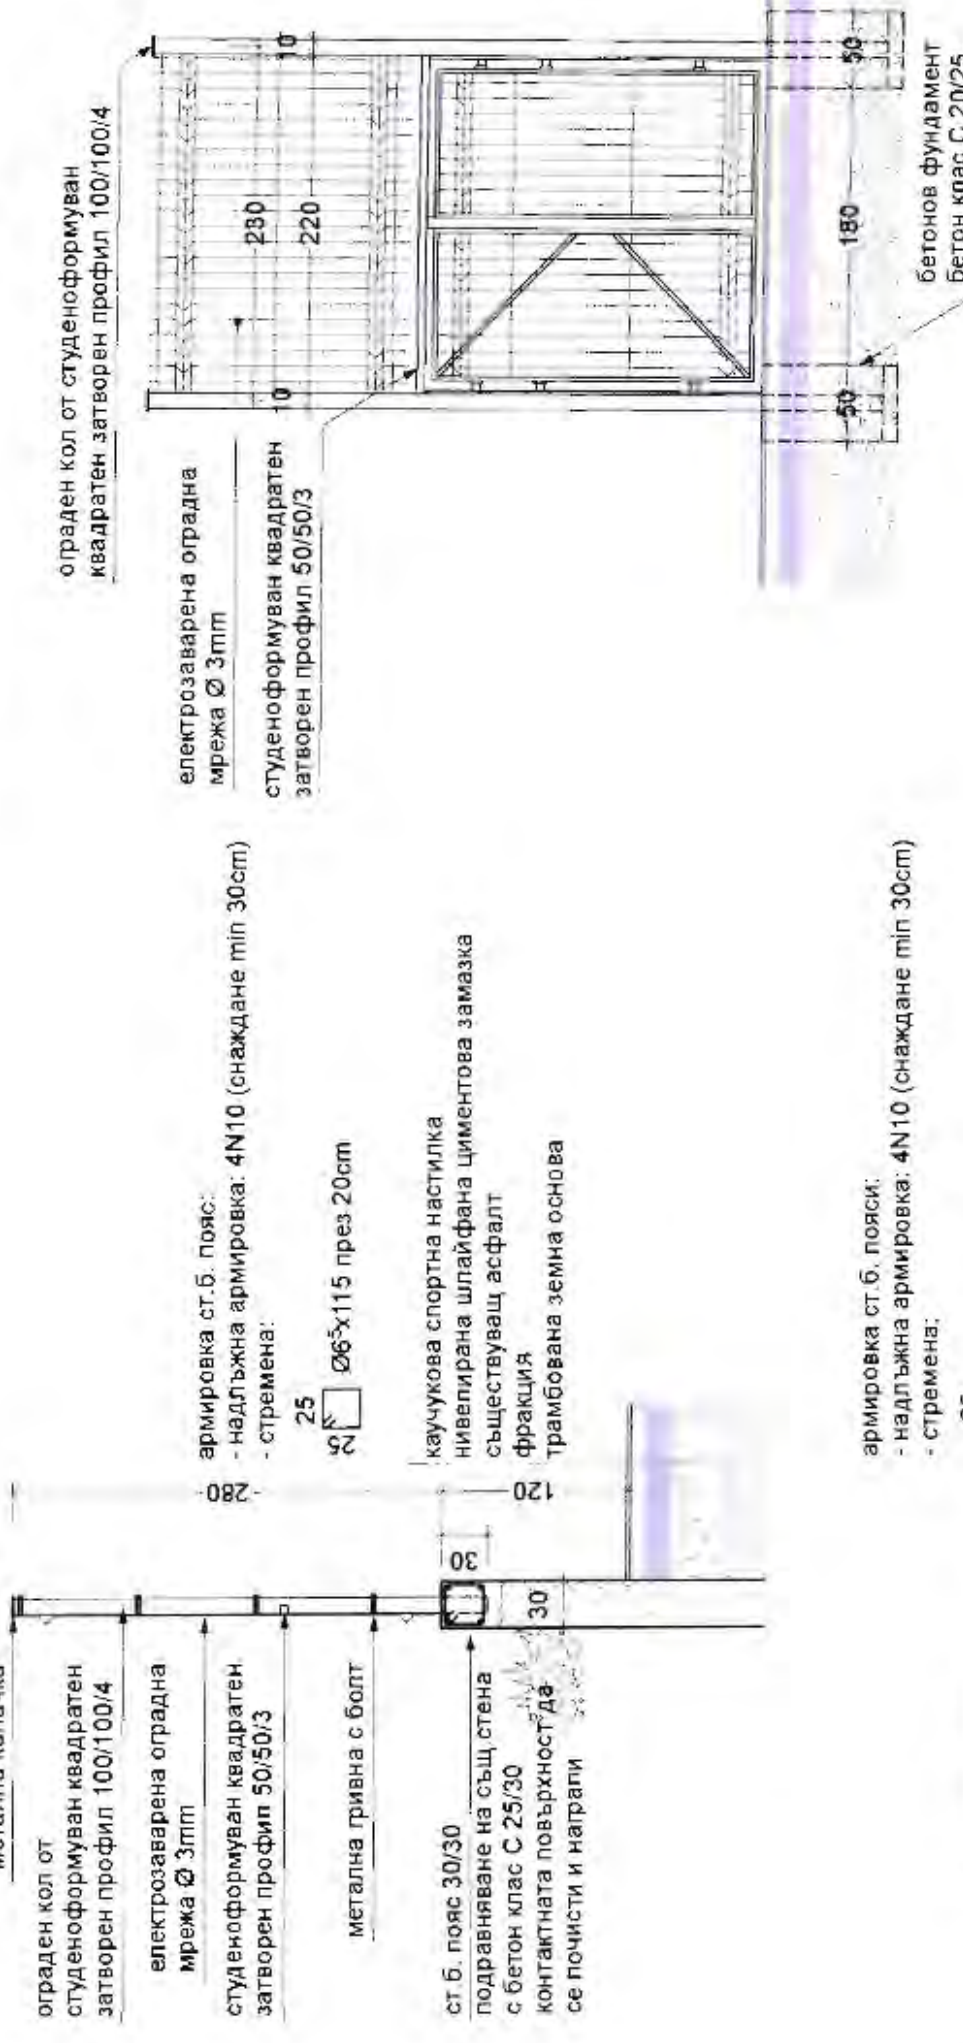 ограден кол от
студеноформуван квадратен
затворен профил 100/100/4
електрозаварена оградна
мрежа Ø 3mm
студеноформуван квадратен
затворен профил 50/50/3
метална гривна с болт
ст.б. пояс 30/30
подравняване на същ.стена
с бетон клас С 25/30
контактната повърхност да
се почисти и награпи
280
30
120
30
армировка ст.б. пояс:
- надлъжна армировка: 4N10 (снаждане min 30cm)
- стремена:
25
25
Ø6⁵x115 през 20cm
каучукова спортна настилка
нивелирана шлайфана циментова замазка
съществуващ асфалт
фракция
трамбована земна основа
армировка ст.б. пояси:
- надлъжна армировка: 4N10 (снаждане min 30cm)
- стремена:
ограден кол от студеноформуван
квадратен затворен профил 100/100/4
електрозаварена оградна
мрежа Ø 3mm
студеноформуван квадратен
затворен профил 50/50/3
10
230
10
220
50
180
50
бетонов фундамент
бетон клас С 20/25